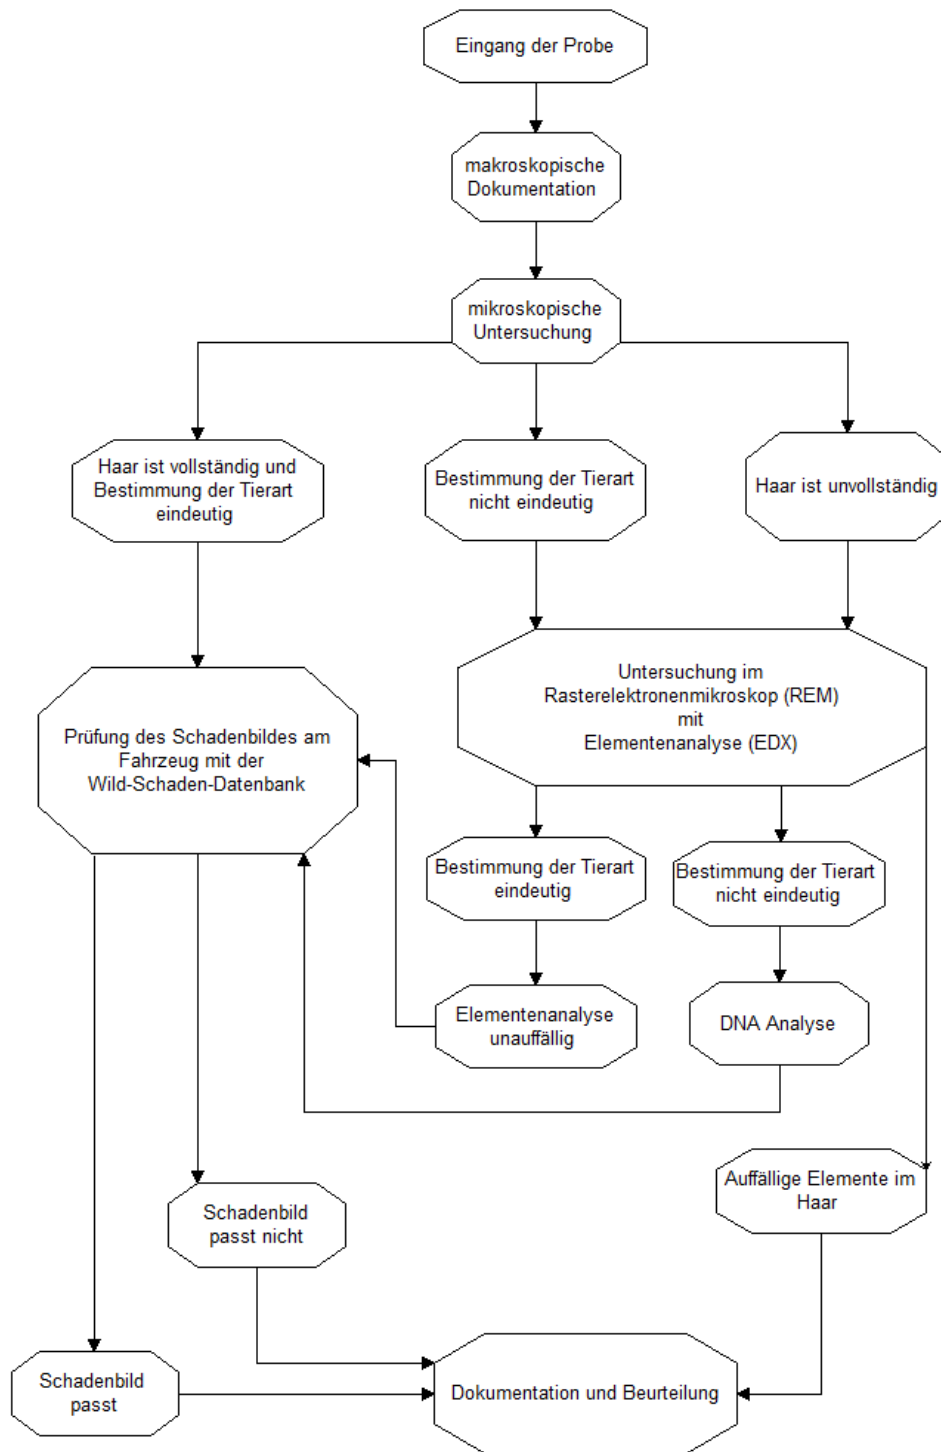 Eingang der Probe
makroskopische
Dokumentation
mikroskopische
Untersuchung
Haar ist vollständig und
Bestimmung der Tierart
eindeutig
Bestimmung der Tierart
nicht eindeutig
Haar ist unvollständig
Untersuchung im
Rasterelektronenmikroskop (REM)
mit
Elementenanalyse (EDX)
Prüfung des Schadenbildes am
Fahrzeug mit der
Wild-Schaden-Datenbank
Bestimmung der Tierart
eindeutig
Bestimmung der Tierart
nicht eindeutig
Elementenanalyse
unauffällig
DNA Analyse
Auffällige Elemente im
Haar
Schadenbild
passt nicht
Schadenbild
passt
Dokumentation und Beurteilung